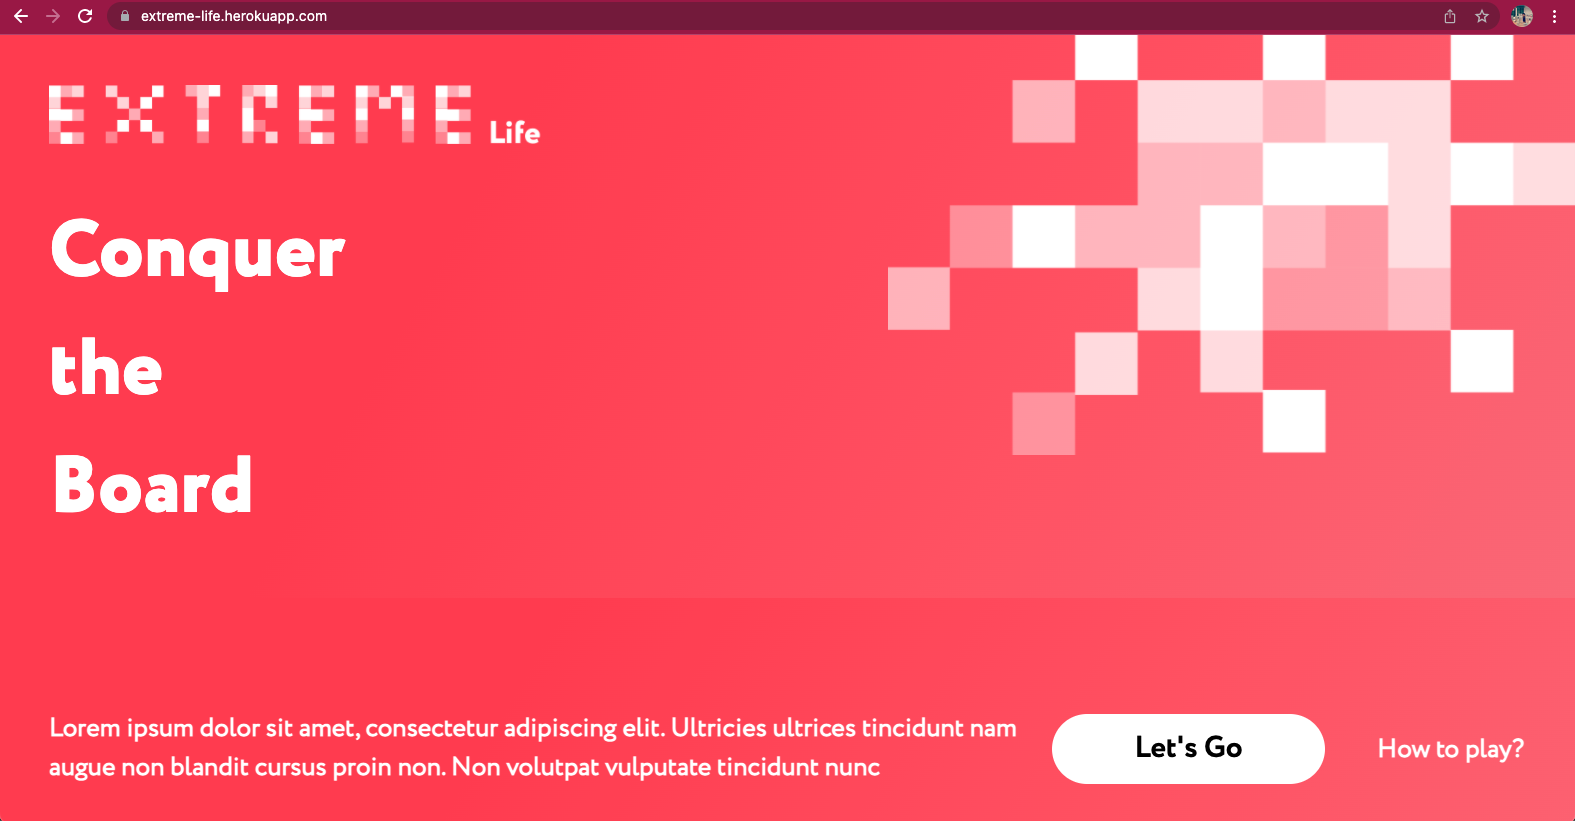 extreme-life.herokuapp.com
EXTREME Life
Conquer
the
Board
Lorem ipsum dolor sit amet, consectetur adipiscing elit. Ultricies ultrices tincidunt nam
augue non blandit cursus proin non. Non volutpat vulputate tincidunt nunc
Let's Go
How to play?